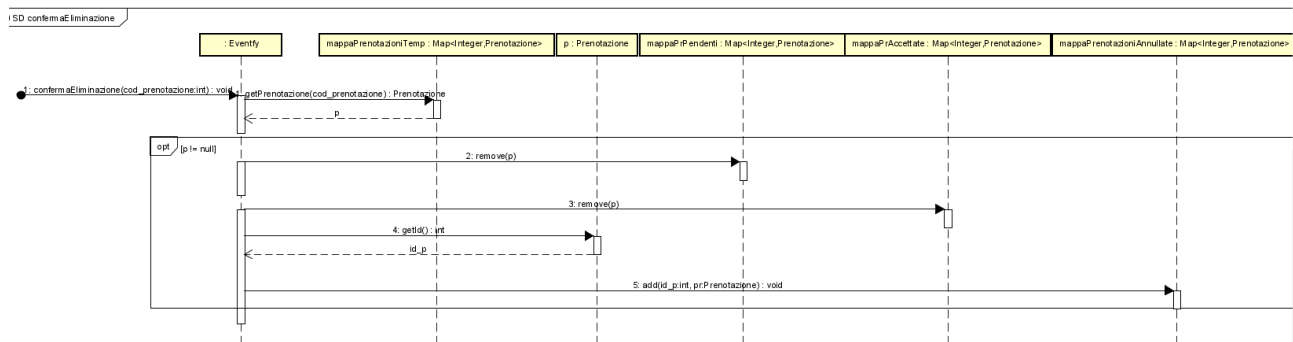 SD confermaEliminazione
: Eventfy
mappaPrenotazioniTemp : Map<Integer,Prenotazione>
p : Prenotazione
mappaPrPendenti : Map<Integer,Prenotazione>
mappaPrAccettate : Map<Integer,Prenotazione>
mappaPrenotazioniAnnullate : Map<Integer,Prenotazione>
1: confermaEliminazione(cod_prenotazione:int) : void
getPrenotazione(cod_prenotazione) : Prenotazione
p
opt
[p != null]
2: remove(p)
3: remove(p)
4: getId() : int
id_p
5: add(id_p:int, pr:Prenotazione) : void